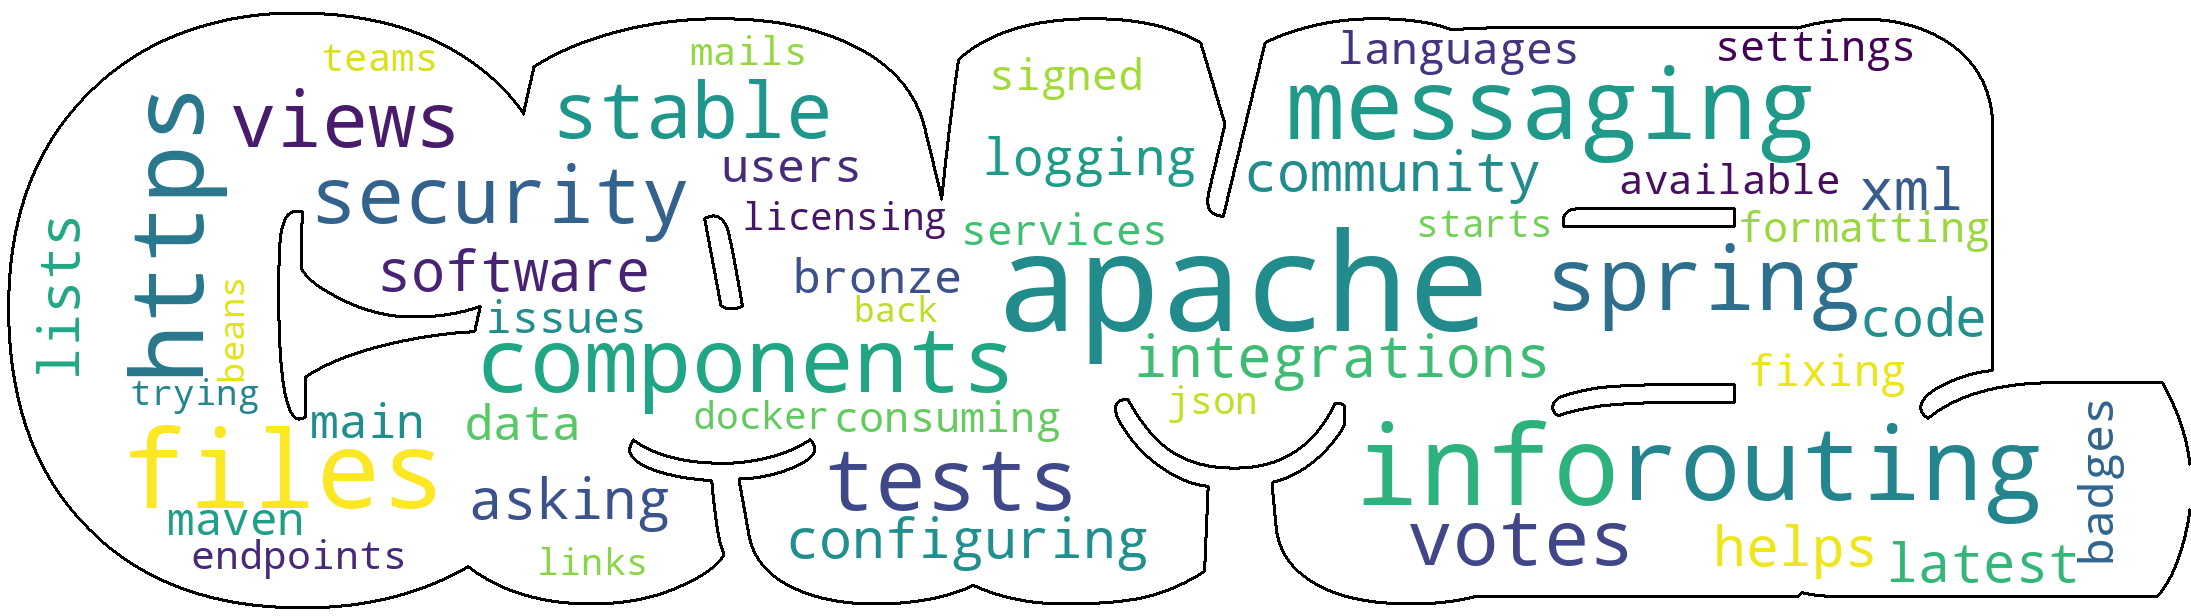 teams
mails
languages
settings
signed
messaging
https
views
stable
logging
community
users
available
xml
security
licensing
services
starts
formatting
lists
software
bronze
apache
spring
beans
issues
back
code
components
integrations
fixing
trying
main
data
docker
consuming
json
files
asking
tests
info
routing
badges
maven
configuring
votes
helps
latest
endpoints
links